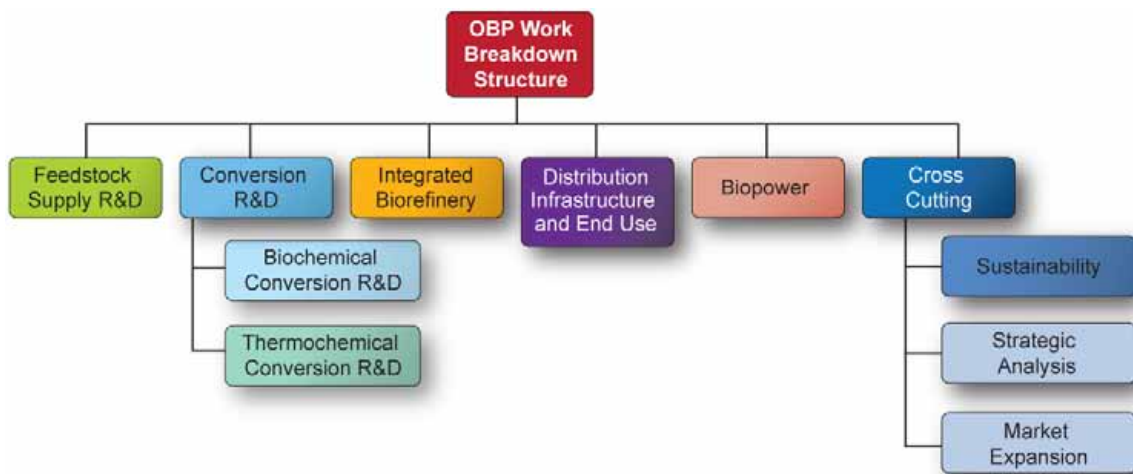 OBP Work
Breakdown
Structure
Feedstock
Supply R&D
Conversion
R&D
Integrated
Biorefinery
Distribution
Infrastructure
and End Use
Biopower
Cross
Cutting
Biochemical
Conversion R&D
Thermochemical
Conversion R&D
Sustainability
Strategic
Analysis
Market
Expansion